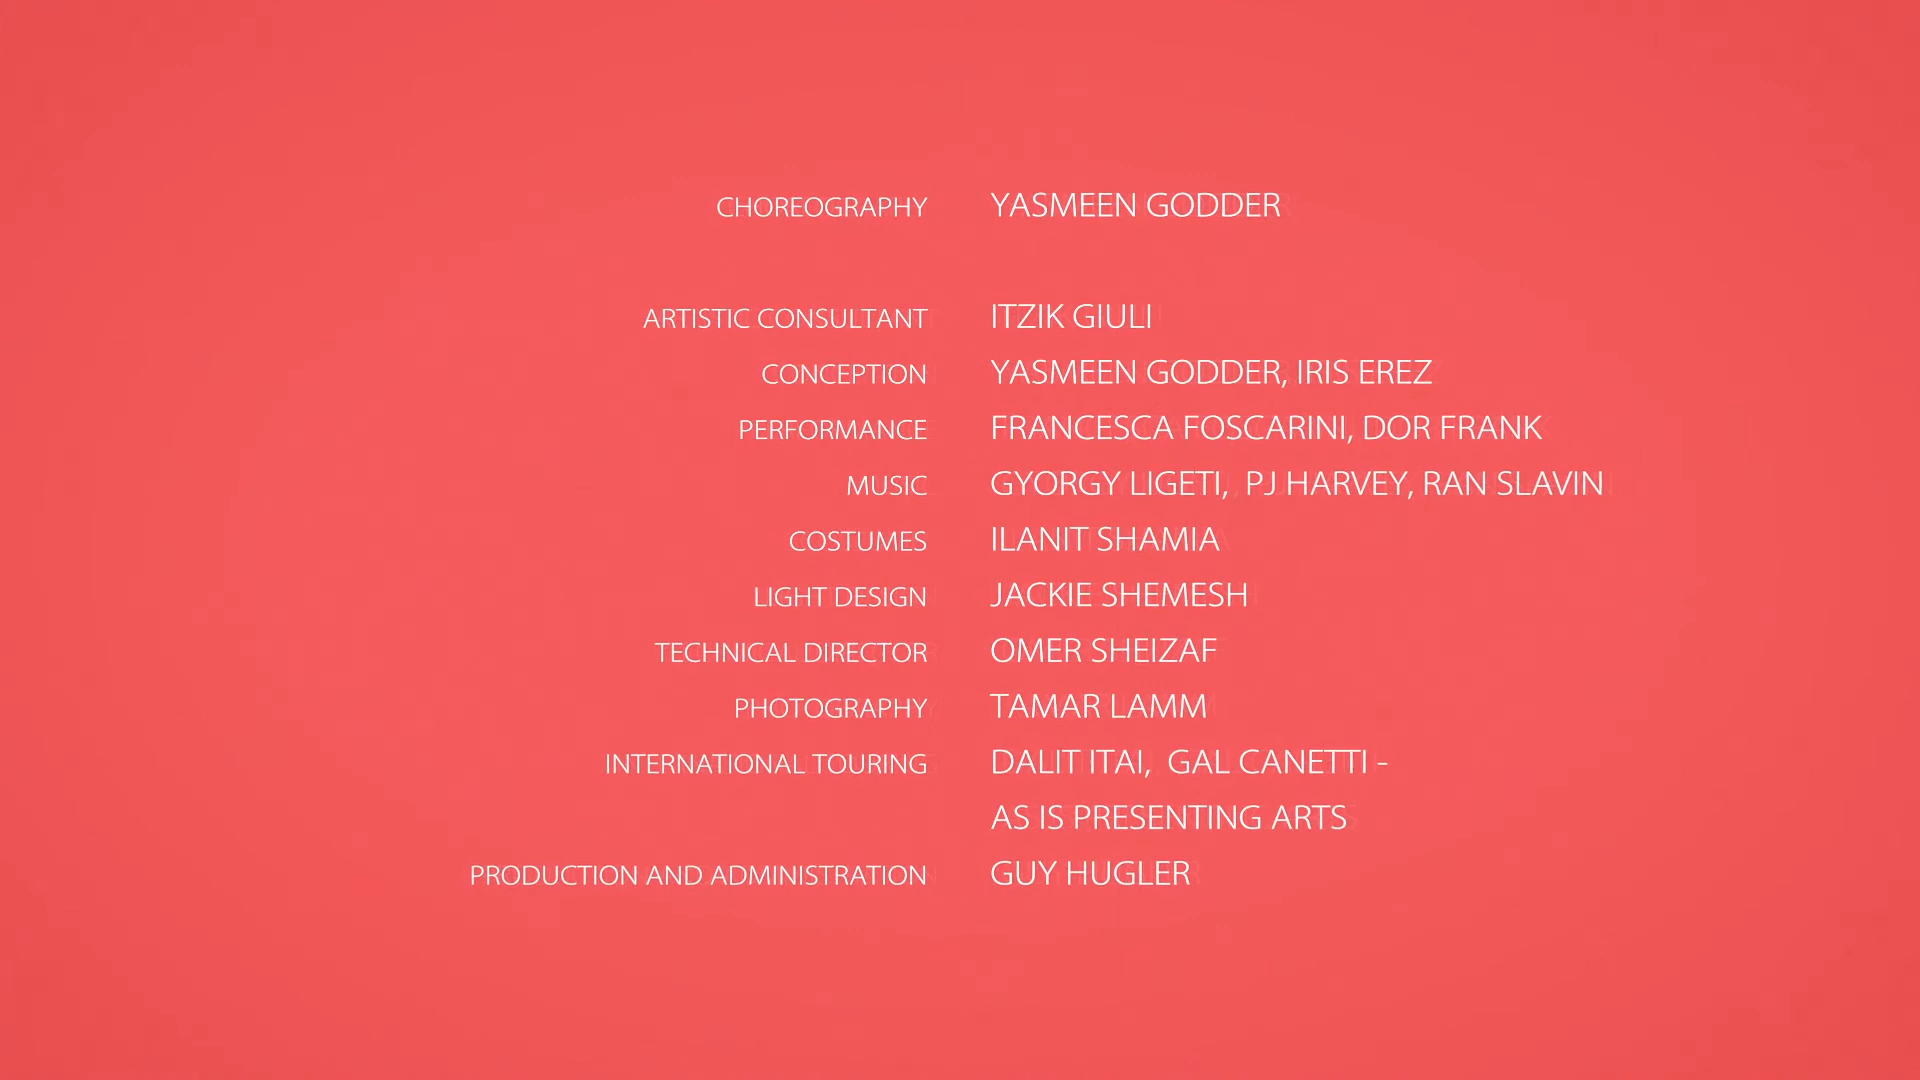 CHOREOGRAPHY YASMEEN GODDER
ARTISTIC CONSULTANT ITZIK GIULI
CONCEPTION YASMEEN GODDER, IRIS EREZ
PERFORMANCE FRANCESCA FOSCARINI, DOR FRANK
MUSIC GYORGY LIGETI, PJ HARVEY, RAN SLAVIN
COSTUMES ILANIT SHAMIA
LIGHT DESIGN JACKIE SHEMESH
TECHNICAL DIRECTOR OMER SHEIZAF
PHOTOGRAPHY TAMAR LAMM
INTERNATIONAL TOURING DALIT ITAI, GAL CANETTI -
AS IS PRESENTING ARTS
PRODUCTION AND ADMINISTRATION GUY HUGLER